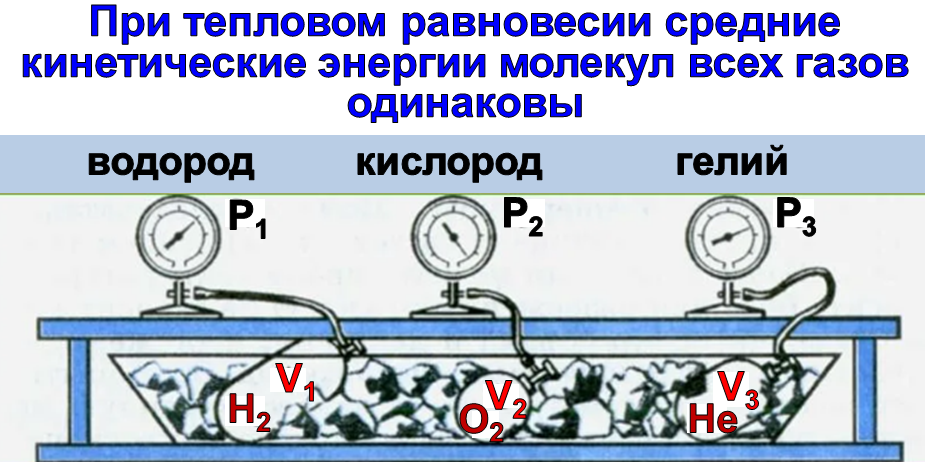 При тепловом равновесии средние
кинетические энергии молекул всех газов
одинаковы
водород кислород гелий
P₁ P₂ P₃
V₁ V₂ V₃
H₂ O₂ He